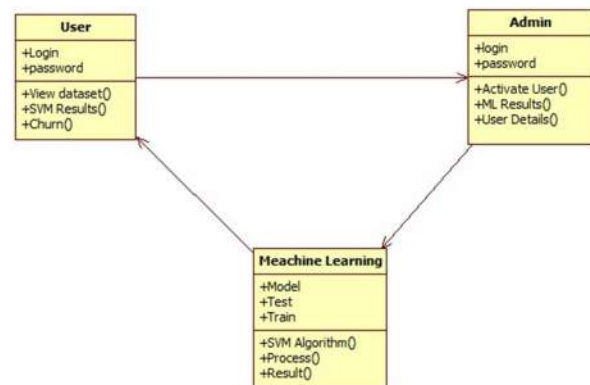 User
+Login
+password
+View dataset()
+SVM Results()
+Churn()
Admin
+login
+password
+Activate User()
+ML Results()
+User Details()
Meachine Learning
+Model
+Test
+Train
+SVM Algorithm()
+Process()
+Result()